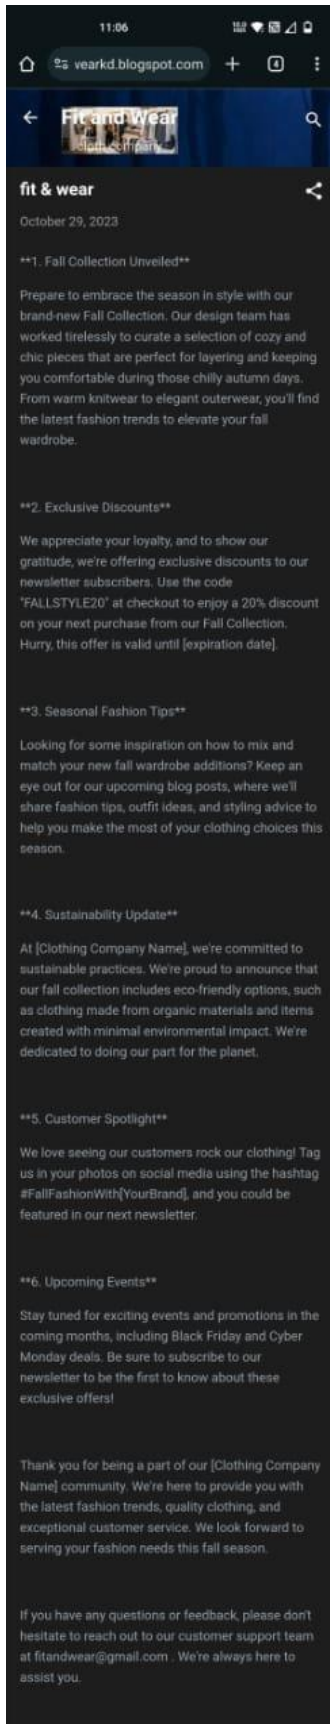 11:06
vearkd.blogspot.com
4
Fit and Wear
cloth company
fit & wear
October 29, 2023
**1. Fall Collection Unveiled**
Prepare to embrace the season in style with our
brand-new Fall Collection. Our design team has
worked tirelessly to curate a selection of cozy and
chic pieces that are perfect for layering and keeping
you comfortable during those chilly autumn days.
From warm knitwear to elegant outerwear, you'll find
the latest fashion trends to elevate your fall
wardrobe.
**2. Exclusive Discounts**
We appreciate your loyalty, and to show our
gratitude, we're offering exclusive discounts to our
newsletter subscribers. Use the code
"FALLSTYLE20" at checkout to enjoy a 20% discount
on your next purchase from our Fall Collection.
Hurry, this offer is valid until [expiration date].
**3. Seasonal Fashion Tips**
Looking for some inspiration on how to mix and
match your new fall wardrobe additions? Keep an
eye out for our upcoming blog posts, where we'll
share fashion tips, outfit ideas, and styling advice to
help you make the most of your clothing choices this
season.
**4. Sustainability Update**
At [Clothing Company Name], we're committed to
sustainable practices. We're proud to announce that
our fall collection includes eco-friendly options, such
as clothing made from organic materials and items
created with minimal environmental impact. We're
dedicated to doing our part for the planet.
**5. Customer Spotlight**
We love seeing our customers rock our clothing! Tag
us in your photos on social media using the hashtag
#FallFashionWith[YourBrand], and you could be
featured in our next newsletter.
**6. Upcoming Events**
Stay tuned for exciting events and promotions in the
coming months, including Black Friday and Cyber
Monday deals. Be sure to subscribe to our
newsletter to be the first to know about these
exclusive offers!
Thank you for being a part of our [Clothing Company
Name] community. We're here to provide you with
the latest fashion trends, quality clothing, and
exceptional customer service. We look forward to
serving your fashion needs this fall season.
If you have any questions or feedback, please don't
hesitate to reach out to our customer support team
at fitandwear@gmail.com . We're always here to
assist you.